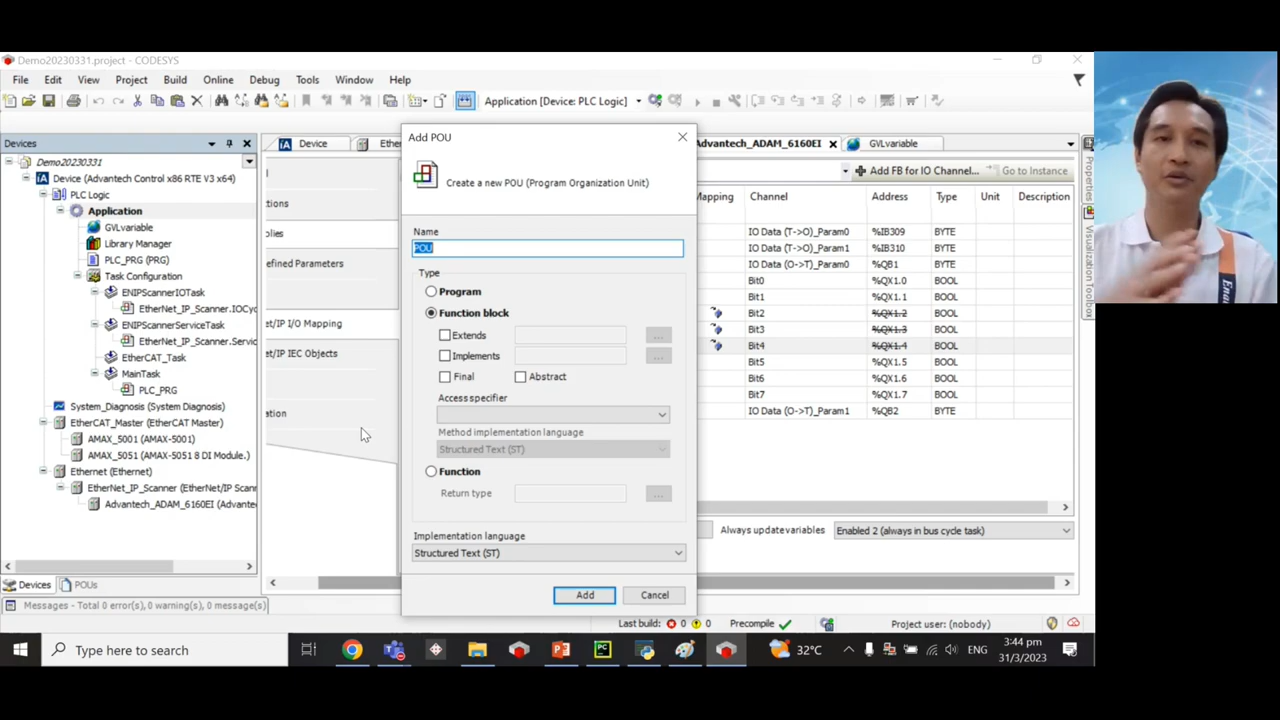 Demo20230331.project - CODESYS
File Edit View Project Build Online Debug Tools Window Help
Application [Device: PLC Logic]
Devices
Demo20230331
Device (Advantech Control x86 RTE V3 x64)
PLC Logic
Application
GVLvariable
Library Manager
PLC_PRG (PRG)
Task Configuration
ENIPScannerIOTask
EtherNet_IP_Scanner.IOCyc
ENIPScannerServiceTask
EtherNet_IP_Scanner.Servic
EtherCAT_Task
MainTask
PLC_PRG
System_Diagnosis (System Diagnosis)
EtherCAT_Master (EtherCAT Master)
AMAX_5001 (AMAX-5001)
AMAX_5051 (AMAX-5051 8 DI Module.)
Ethernet (Ethernet)
EtherNet_IP_Scanner (EtherNet/IP Scann
Advantech_ADAM_6160EI (Advante
Devices POUs
Messages - Total 0 error(s), 0 warning(s), 0 message(s)
Device Ether
tions
plies
efined Parameters
et/IP I/O Mapping
et/IP IEC Objects
ation
Add POU
Create a new POU (Program Organization Unit)
Name
POU
Type
Program
Function block
Extends ...
Implements ...
Final Abstract
Access specifier
Method implementation language
Structured Text (ST)
Function
Return type ...
Implementation language
Structured Text (ST)
Add Cancel
Advantech_ADAM_6160EI GVLvariable
Add FB for IO Channel... Go to Instance
Mapping Channel Address Type Unit Description
IO Data (T->O)_Param0 %IB309 BYTE
IO Data (T->O)_Param1 %IB310 BYTE
IO Data (O->T)_Param0 %QB1 BYTE
Bit0 %QX1.0 BOOL
Bit1 %QX1.1 BOOL
Bit2 %QX1.2 BOOL
Bit3 %QX1.3 BOOL
Bit4 %QX1.4 BOOL
Bit5 %QX1.5 BOOL
Bit6 %QX1.6 BOOL
Bit7 %QX1.7 BOOL
IO Data (O->T)_Param1 %QB2 BYTE
Always update variables Enabled 2 (always in bus cycle task)
Properties
Visualization Toolbox
Last build: 0 0 Precompile Project user: (nobody)
Type here to search
32°C ENG
3:44 pm
31/3/2023